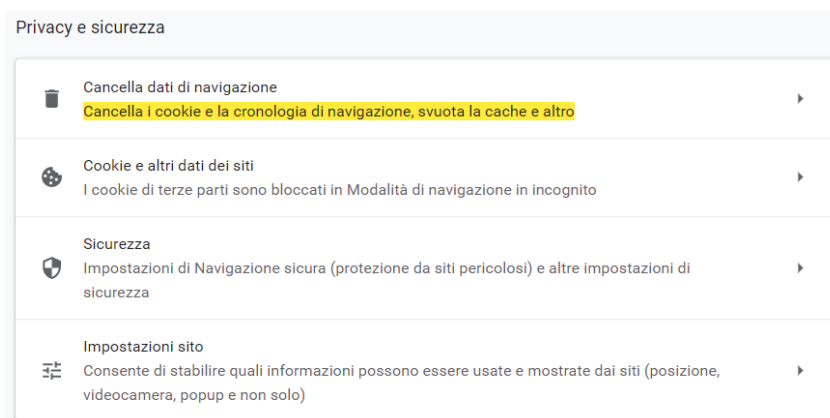 Privacy e sicurezza
Cancella dati di navigazione
Cancella i cookie e la cronologia di navigazione, svuota la cache e altro
Cookie e altri dati dei siti
I cookie di terze parti sono bloccati in Modalità di navigazione in incognito
Sicurezza
Impostazioni di Navigazione sicura (protezione da siti pericolosi) e altre impostazioni di
sicurezza
Impostazioni sito
Consente di stabilire quali informazioni possono essere usate e mostrate dai siti (posizione,
videocamera, popup e non solo)